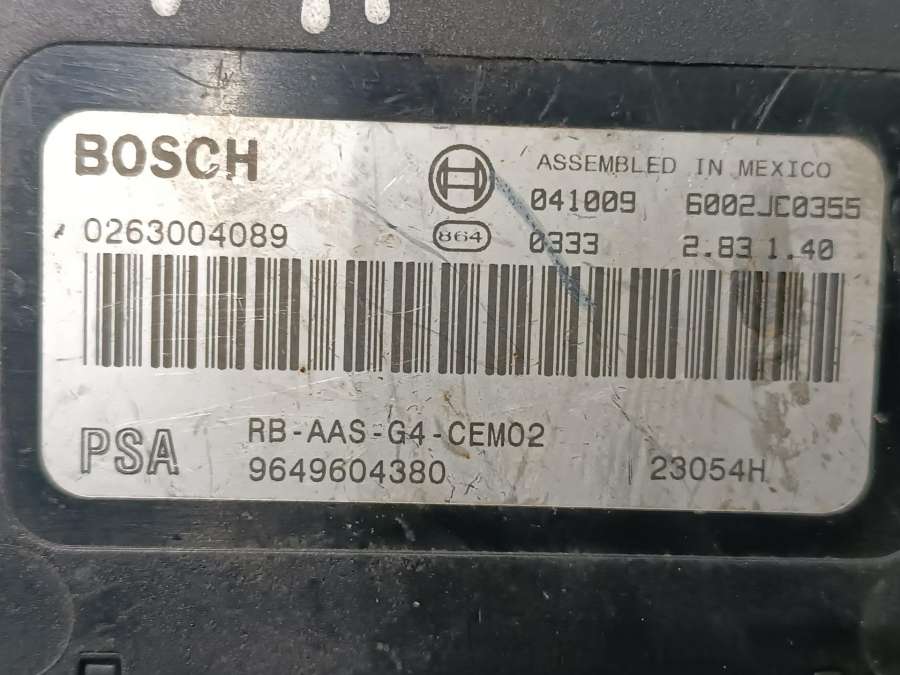 BOSCH
ASSEMBLED IN MEXICO
041009 6002JC0355
0263004089 864 0333 2.83 1.40
RB-AAS-G4-CEM02
PSA 9649604380 23054H